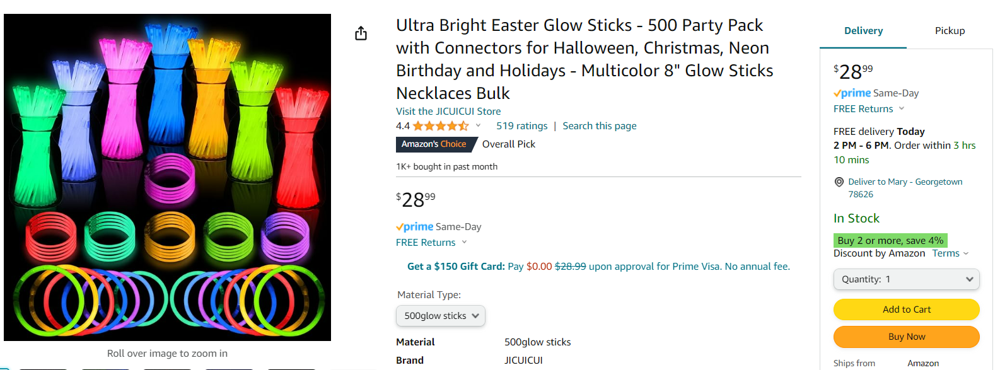 Ultra Bright Easter Glow Sticks - 500 Party Pack
with Connectors for Halloween, Christmas, Neon
Birthday and Holidays - Multicolor 8" Glow Sticks
Necklaces Bulk
Visit the JICUICUI Store
4.4 519 ratings | Search this page
Amazon's Choice Overall Pick
1K+ bought in past month
$28.99
prime Same-Day
FREE Returns
Get a $150 Gift Card: Pay $0.00 $28.99 upon approval for Prime Visa. No annual fee.
Material Type:
500glow sticks
Material 500glow sticks
Brand JICUICUI
Roll over image to zoom in
Delivery Pickup
$28.99
prime Same-Day
FREE Returns
FREE delivery Today
2 PM - 6 PM. Order within 3 hrs
10 mins
Deliver to Mary - Georgetown
78626
In Stock
Buy 2 or more, save 4%
Discount by Amazon Terms
Quantity: 1
Add to Cart
Buy Now
Ships from Amazon